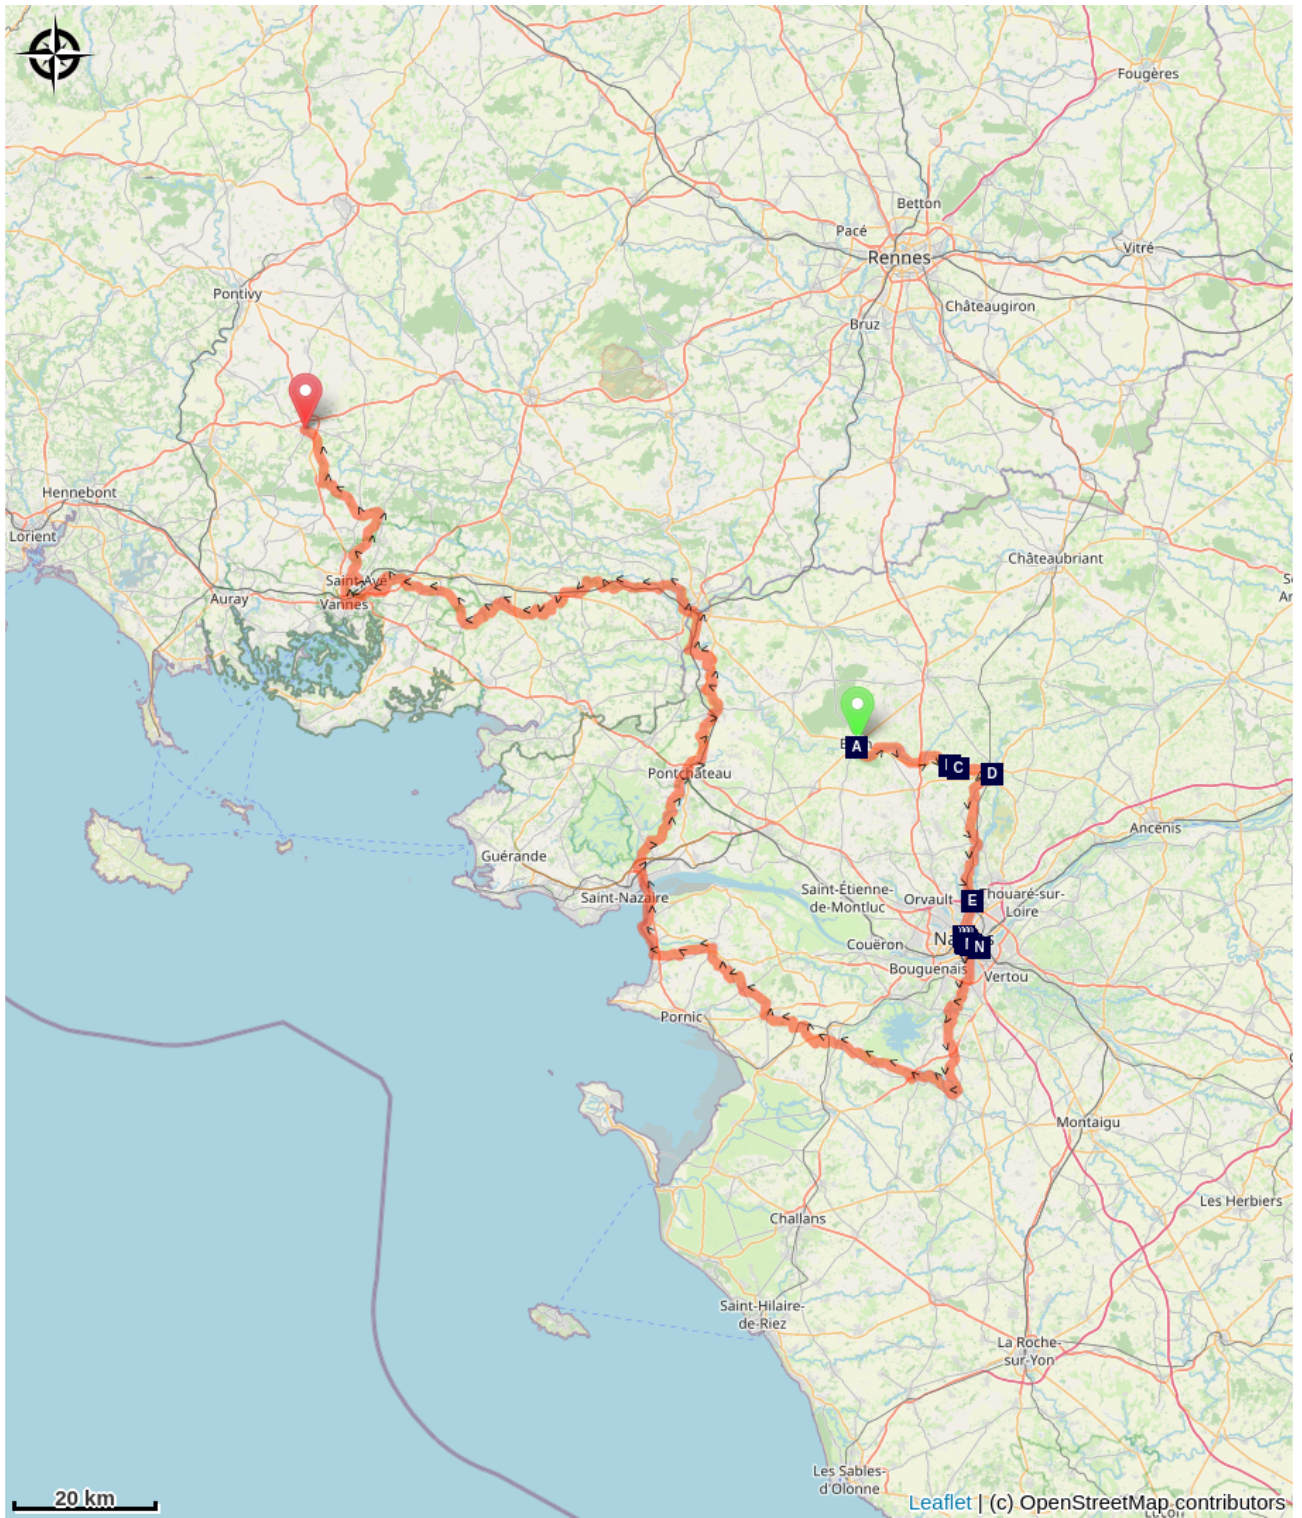 Fougères
Betton
Pacé
Rennes
Vitré
Pontivy
Châteaugiron
Bruz
Hennebont
Lorient
Châteaubriant
Saint-Avé
Auray
Vannes
A
C
D
Pontchâteau
Ancenis
Guérande
Saint-Nazaire
Saint-Étienne-
de-Montluc
Orvault
E
Thouaré-sur-
Loire
Couëron
I
N
Bouguenais
Vertou
Pornic
Montaigu
Les Herbiers
Challans
Saint-Hilaire-
de-Riez
La Roche-
sur-Yon
Les Sables-
d'Olonne
20 km
Leaflet | (c) OpenStreetMap contributors